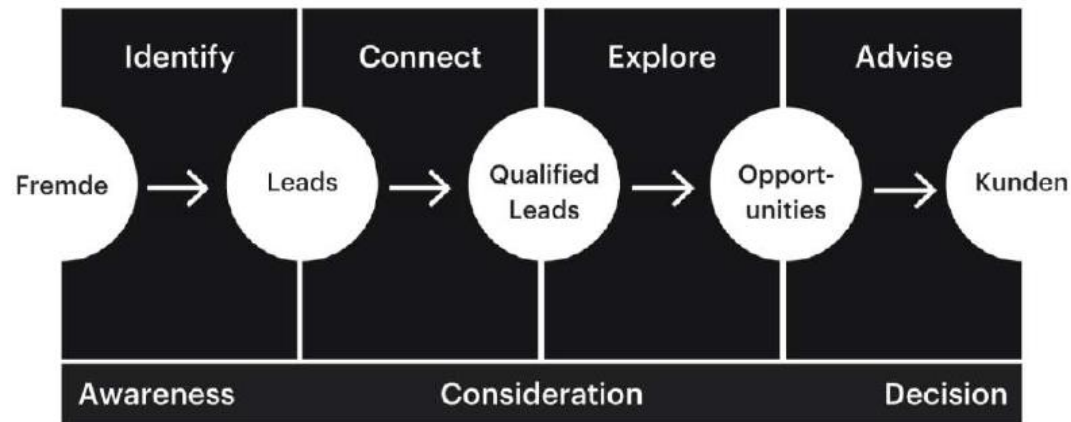 Identify
Connect
Explore
Advise
Fremde
Leads
Qualified
Leads
Opport-
unities
Kunden
Awareness
Consideration
Decision